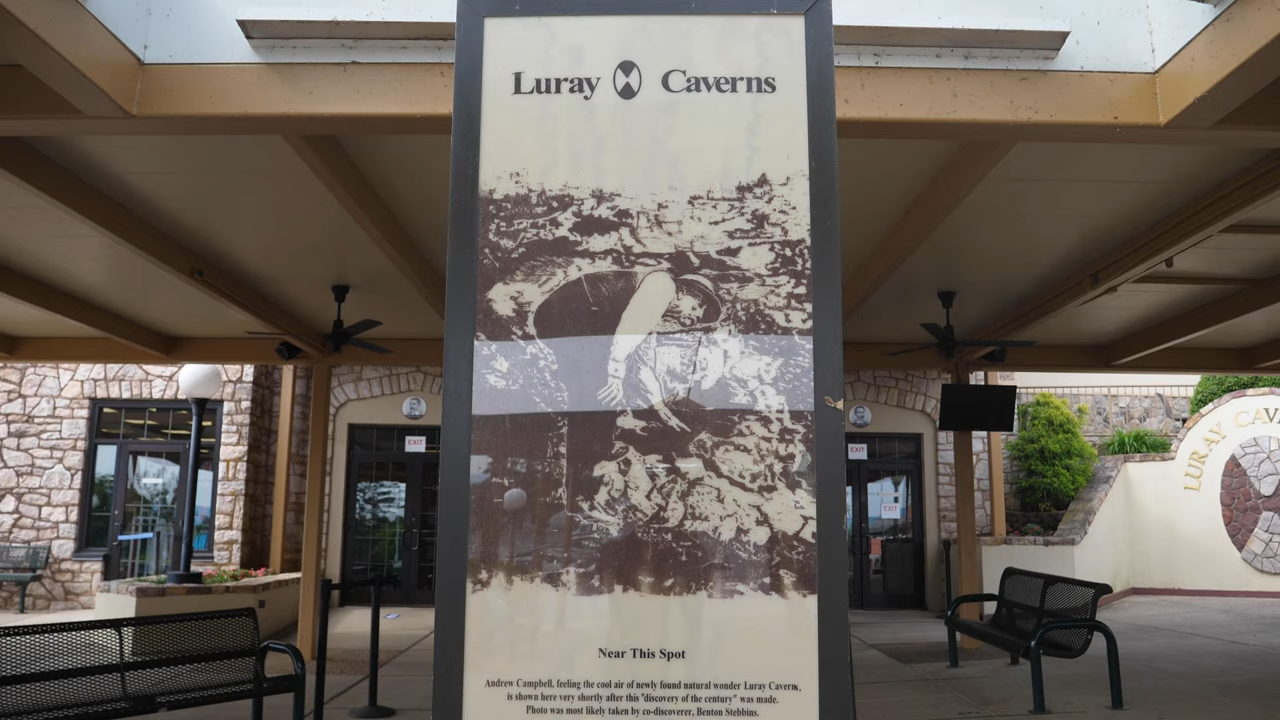 Luray Caverns
Near This Spot
Andrew Campbell, feeling the cool air of newly found natural wonder Luray Caverns,
is shown here very shortly after this "discovery of the century" was made.
Photo was most likely taken by co-discoverer, Benton Stebbins.
EXIT
EXIT
EXIT
LURAY